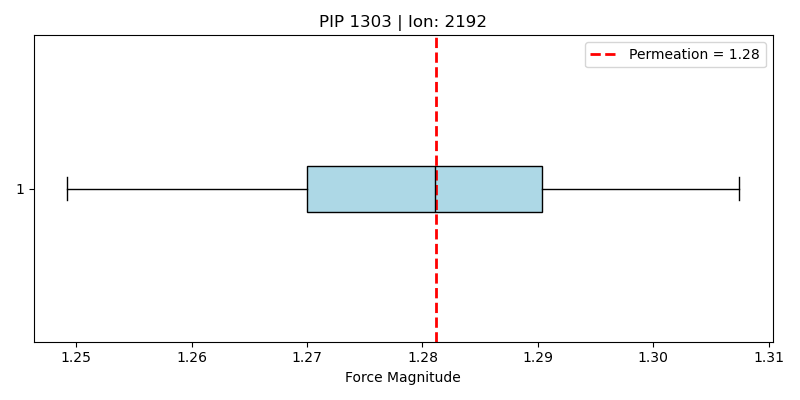 PIP 1303 | Ion: 2192
Permeation = 1.28
1
1.25 1.26 1.27 1.28 1.29 1.30 1.31
Force Magnitude